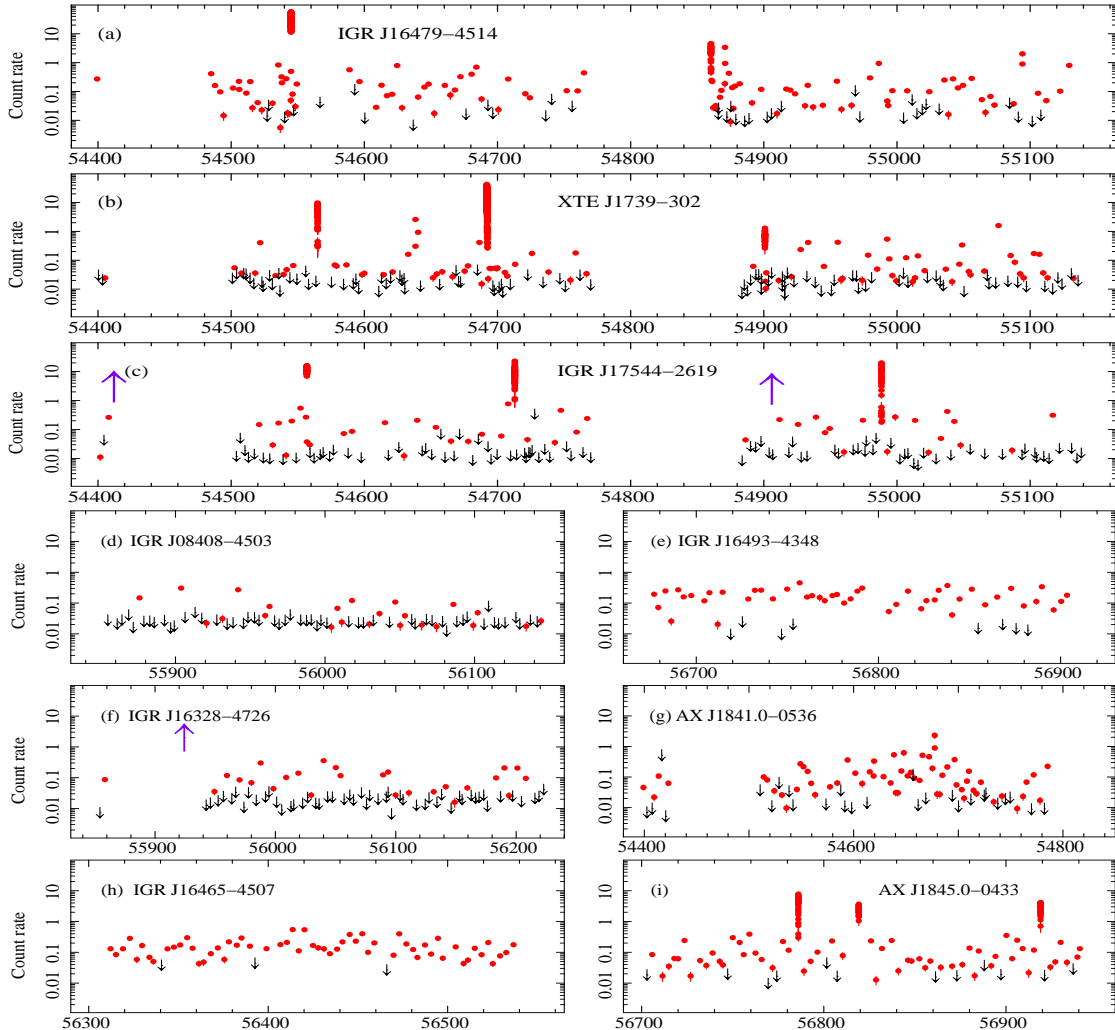 (a) IGR J16479−4514
Count rate
10
1
0.1
0.01
54400 54500 54600 54700 54800 54900 55000 55100
(b) XTE J1739−302
Count rate
10
1
0.1
0.01
54400 54500 54600 54700 54800 54900 55000 55100
(c) IGR J17544−2619
Count rate
10
1
0.1
0.01
54400 54500 54600 54700 54800 54900 55000 55100
(d) IGR J08408−4503
Count rate
10
1
0.1
0.01
55900 56000 56100
(e) IGR J16493−4348
10
1
0.1
0.01
56700 56800 56900
(f) IGR J16328−4726
Count rate
10
1
0.1
0.01
55900 56000 56100 56200
(g) AX J1841.0−0536
10
1
0.1
0.01
54400 54600 54800
(h) IGR J16465−4507
Count rate
10
1
0.1
0.01
56300 56400 56500
(i) AX J1845.0−0433
10
1
0.1
0.01
56700 56800 56900